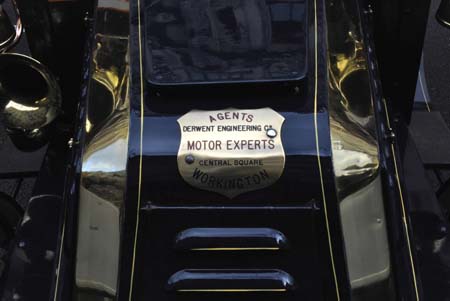 AGENTS
DERWENT ENGINEERING CO.
MOTOR EXPERTS
CENTRAL SQUARE
WORKINGTON